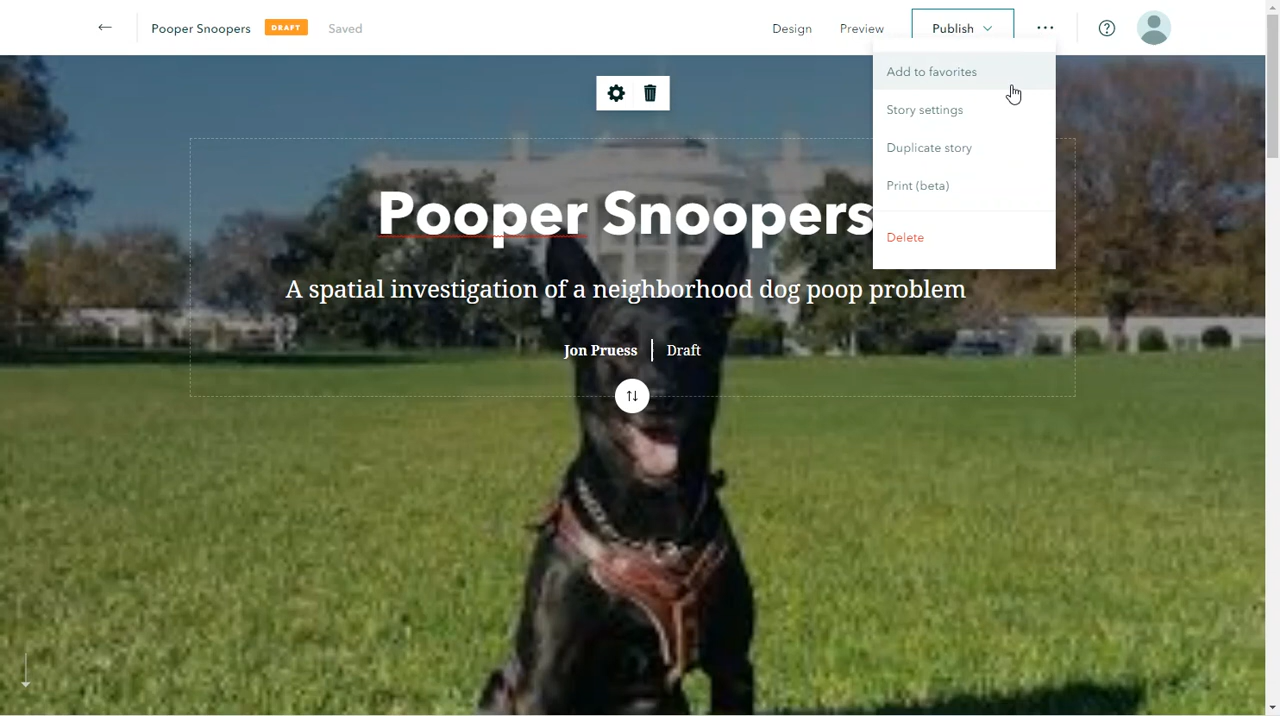 Pooper Snoopers DRAFT Saved Design Preview Publish
Add to favorites
Story settings
Duplicate story
Print (beta)
Delete
Pooper Snoopers
A spatial investigation of a neighborhood dog poop problem
Jon Pruess Draft